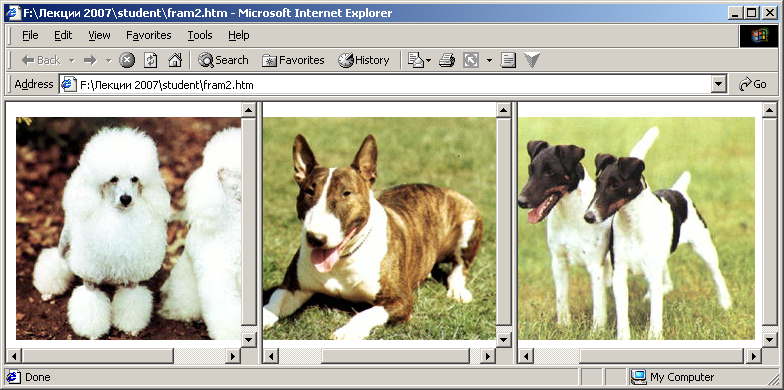 F:\Лекции 2007\student\fram2.htm - Microsoft Internet Explorer
File Edit View Favorites Tools Help
Back Search Favorites History
Address F:\Лекции 2007\student\fram2.htm Go
Done My Computer